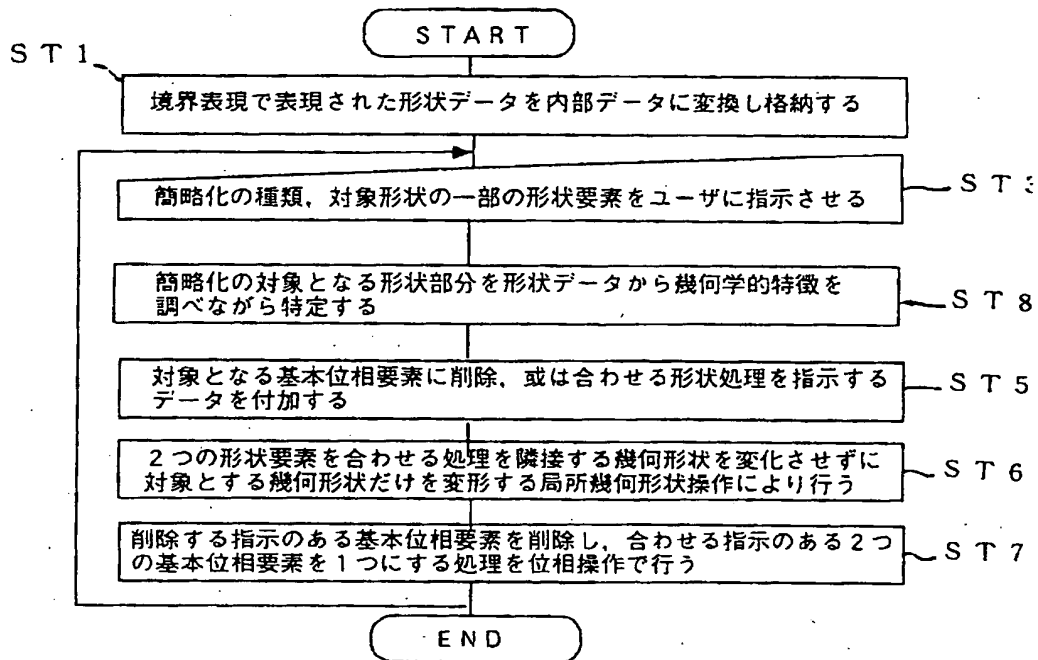 START
ST1
境界表現で表現された形状データを内部データに変換し格納する
簡略化の種類,対象形状の一部の形状要素をユーザに指示させる
ST3
簡略化の対象となる形状部分を形状データから幾何学的特徴を
調べながら特定する
ST8
対象となる基本位相要素に削除,或は合わせる形状処理を指示する
データを付加する
ST5
2つの形状要素を合わせる処理を隣接する幾何形状を変化させずに
対象とする幾何形状だけを変形する局所幾何形状操作により行う
ST6
削除する指示のある基本位相要素を削除し,合わせる指示のある2つ
の基本位相要素を1つにする処理を位相操作で行う
ST7
END